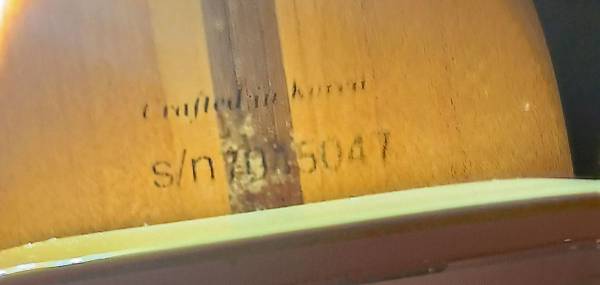 Crafted in Korea
s/n